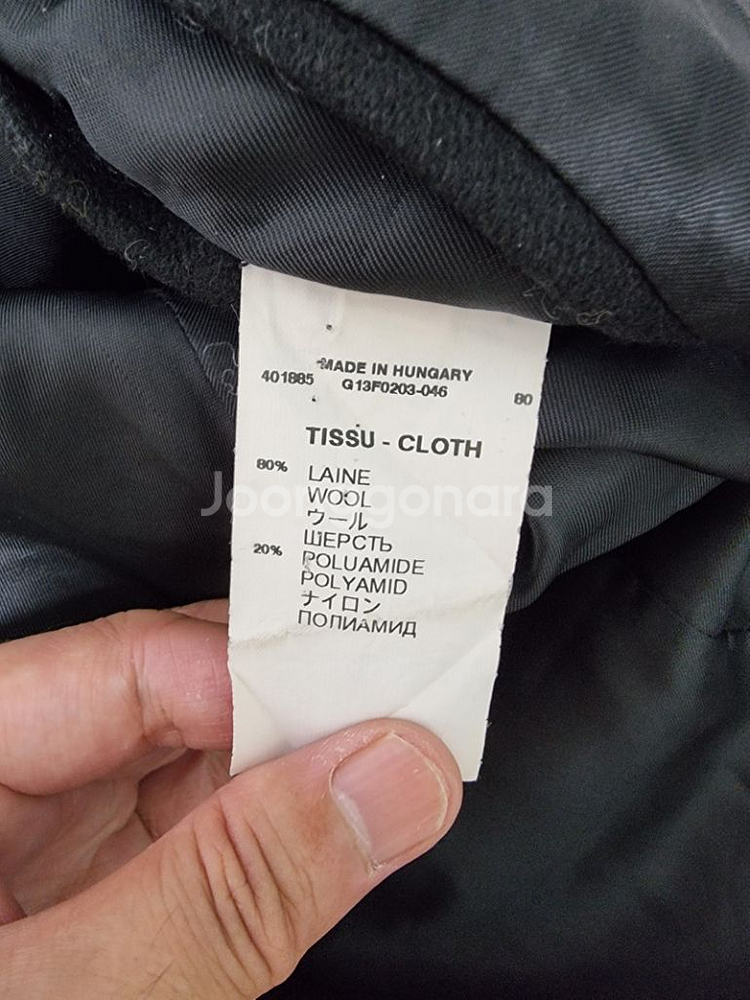 MADE IN HUNGARY
401885 G13F0203-046 80
TISSU - CLOTH
80% LAINE
WOOL
ウール
ШЕРСТЬ
20% POLUAMIDE
POLYAMID
ナイロン
ПОЛИАМИД
Joonggonara